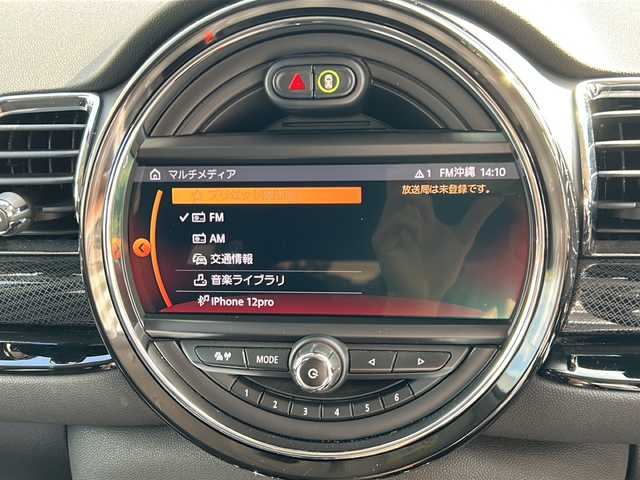 マルチメディア
⚠1 FM沖縄 14:10
放送局は未登録です。
✓ FM
AM
交通情報
音楽ライブラリ
iPhone 12pro
MODE
1 2 3 4 5 6